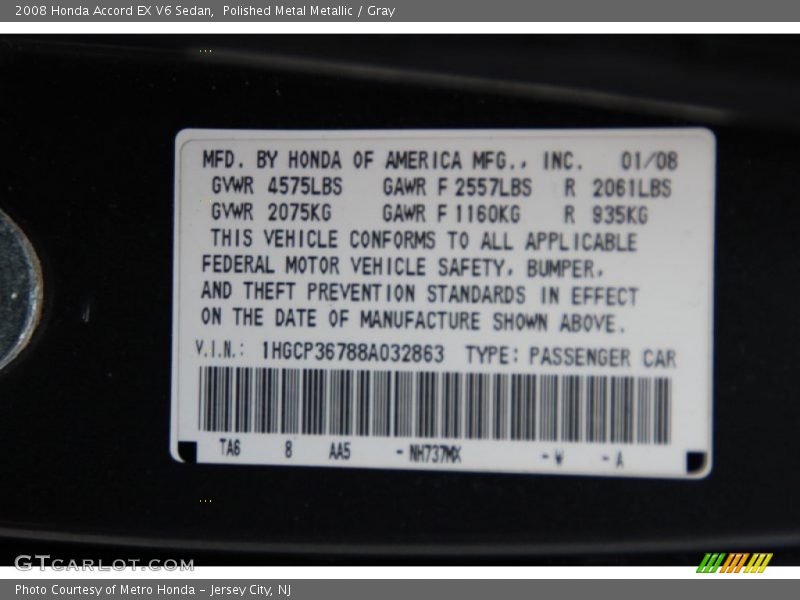 2008 Honda Accord EX V6 Sedan,  Polished Metal Metallic / Gray
MFD. BY HONDA OF AMERICA MFG., INC. 01/08
GVWR 4575LBS GAWR F 2557LBS R 2061LBS
GVWR 2075KG GAWR F 1160KG R 935KG
THIS VEHICLE CONFORMS TO ALL APPLICABLE
FEDERAL MOTOR VEHICLE SAFETY, BUMPER,
AND THEFT PREVENTION STANDARDS IN EFFECT
ON THE DATE OF MANUFACTURE SHOWN ABOVE.
V.I.N.: 1HGCP36788A032863 TYPE: PASSENGER CAR
TA6 8 AA5 -NH737MX -W -A
GTCARLOT.COM
Photo Courtesy of Metro Honda - Jersey City, NJ